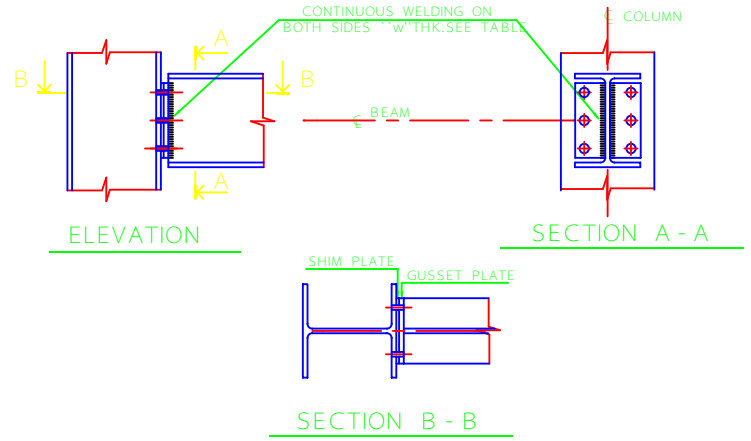 CONTINUOUS WELDING ON
BOTH SIDES ``w´´THK.SEE TABLE
℄ COLUMN
A
B
B
℄ BEAM
A
ELEVATION
SECTION A-A
SHIM PLATE
GUSSET PLATE
SECTION B-B